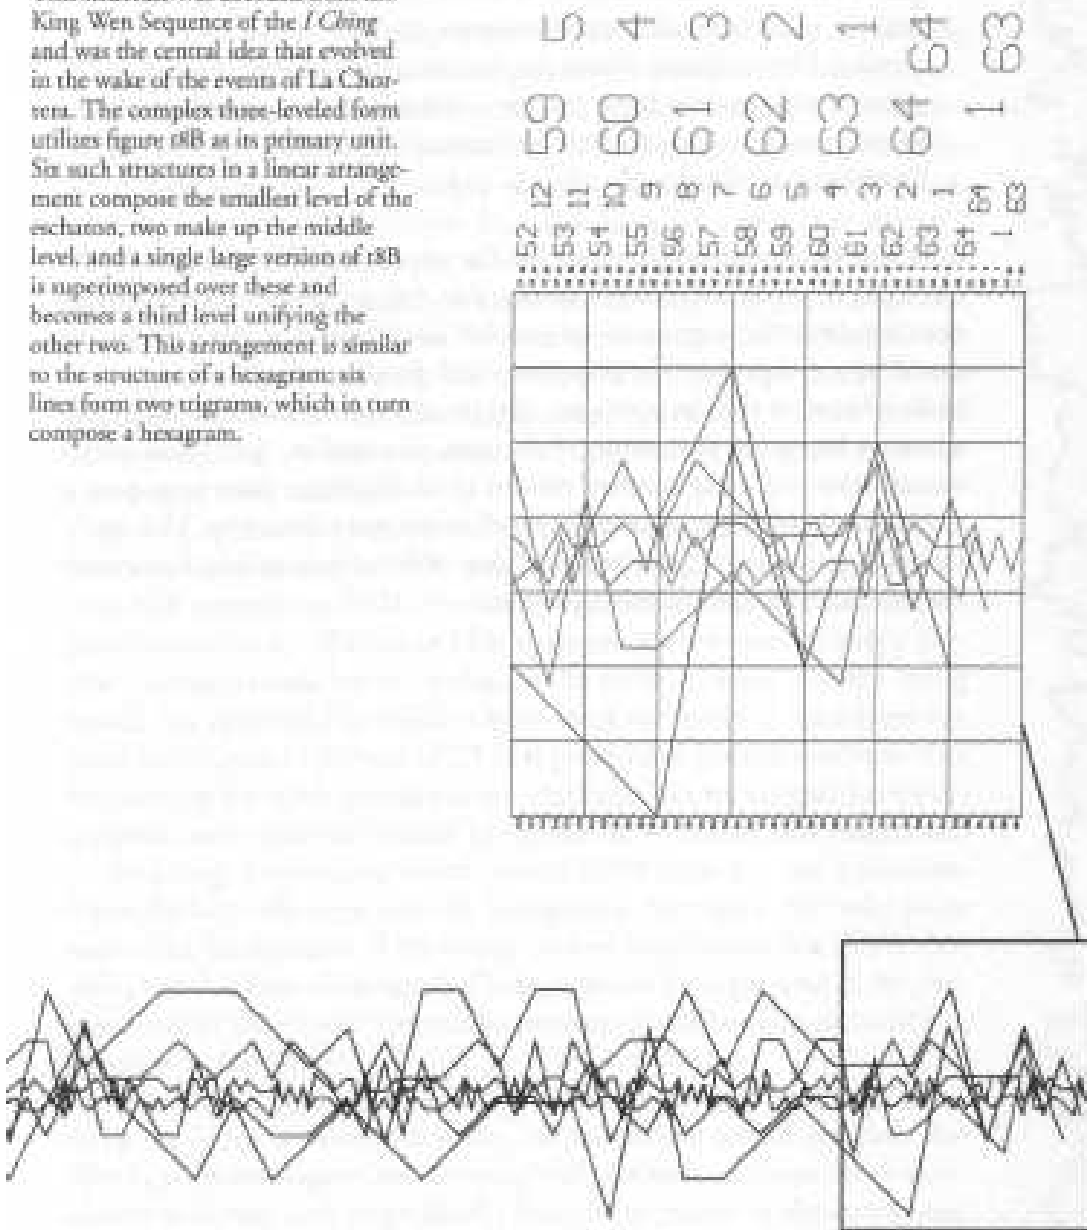 King Wen Sequence of the I Ching
and was the central idea that evolved
in the wake of the events of La Chor-
rera. The complex three-leveled form
utilizes figure 18B as its primary unit.
Six such structures in a linear arrange-
ment compose the smallest level of the
eschaton, two make up the middle
level, and a single large version of 18B
is superimposed over these and
becomes a third level unifying the
other two. This arrangement is similar
to the structure of a hexagram: six
lines form two trigrams, which in turn
compose a hexagram.
5 4 3 2 1 64 63
59 60 61 62 63 64 1
12 11 10 9 8 7 6 5 4 3 2 1 64 63
52 53 54 55 56 57 58 59 60 61 62 63 64 1